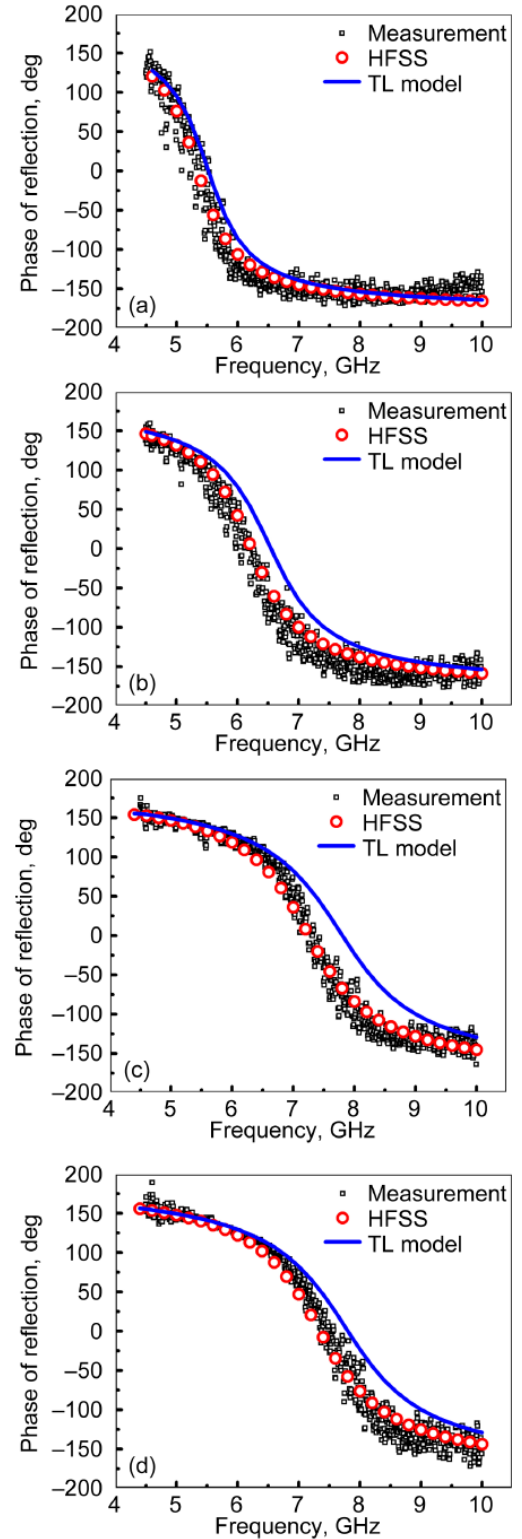 200
150
100
50
0
−50
−100
−150
−200
Phase of reflection, deg
Measurement
HFSS
TL model
(a)
4 5 6 7 8 9 10
Frequency, GHz
200
150
100
50
0
−50
−100
−150
−200
Phase of reflection, deg
Measurement
HFSS
TL model
(b)
4 5 6 7 8 9 10
Frequency, GHz
200
150
100
50
0
−50
−100
−150
−200
Phase of reflection, deg
Measurement
HFSS
TL model
(c)
4 5 6 7 8 9 10
Frequency, GHz
200
150
100
50
0
−50
−100
−150
−200
Phase of reflection, deg
Measurement
HFSS
TL model
(d)
4 5 6 7 8 9 10
Frequency, GHz